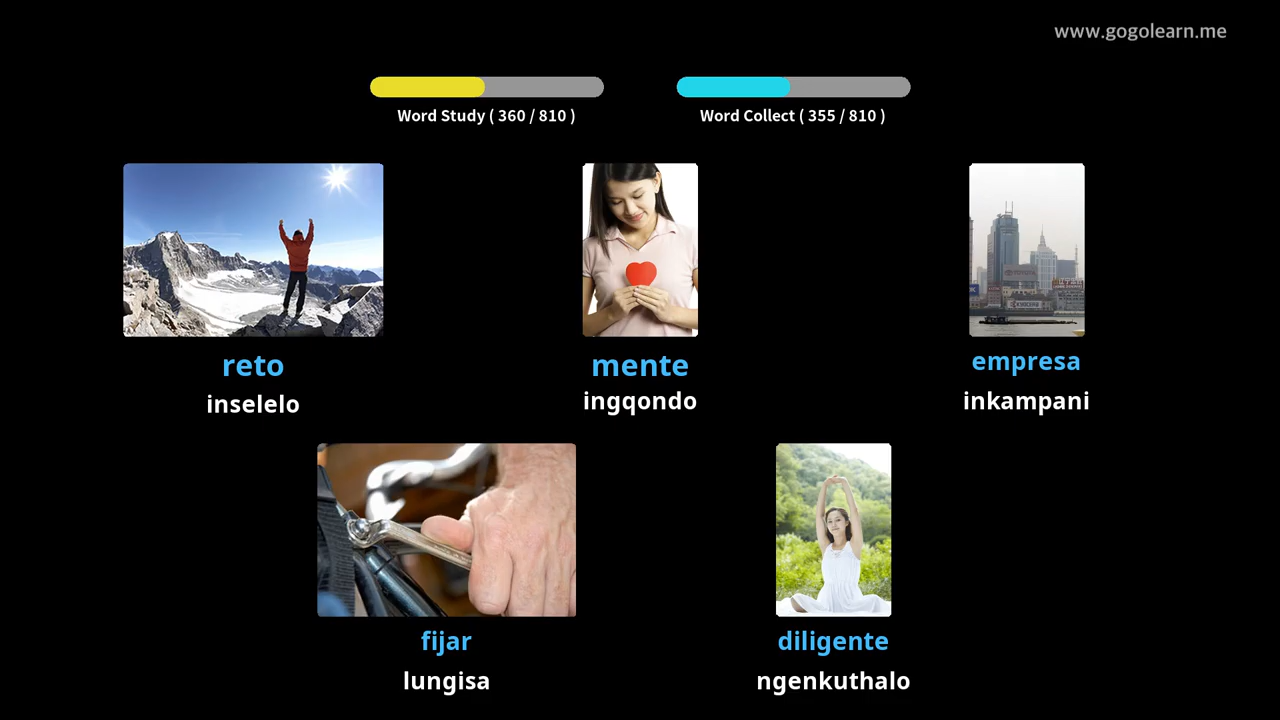 www.gogolearn.me
Word Study ( 360 / 810 )
Word Collect ( 355 / 810 )
TOYOTA
reto
mente
empresa
inselelo
ingqondo
inkampani
fijar
diligente
lungisa
ngenkuthalo